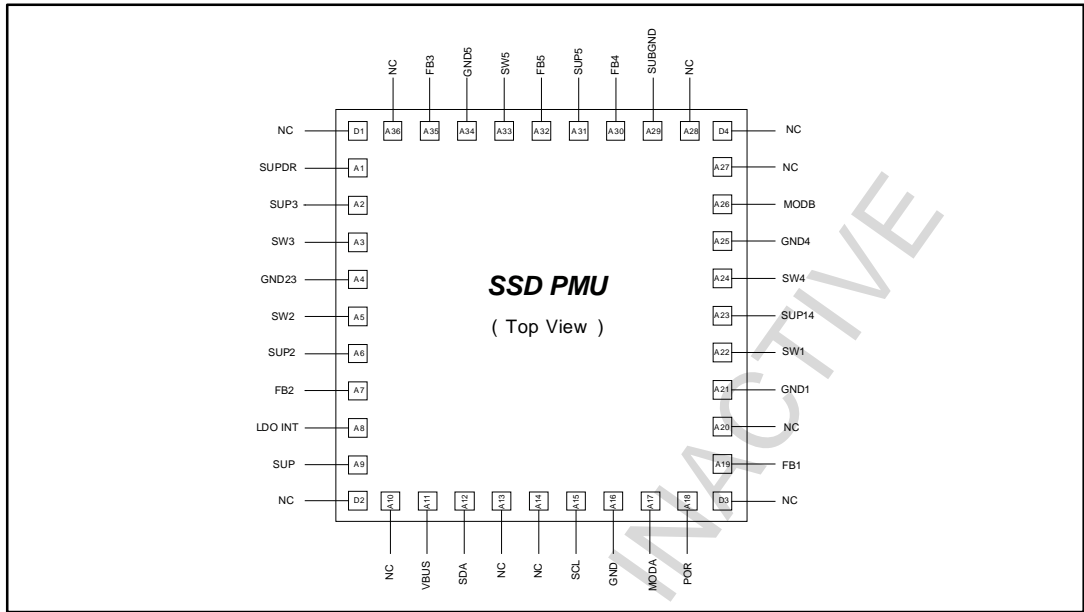 NC
FB3
GND5
SW5
FB5
SUP5
FB4
SUBGND
NC
NC D1 A36 A35 A34 A33 A32 A31 A30 A29 A28 D4 NC
SUPDR A1 A27 NC
SUP3 A2 A26 MODB
SW3 A3 A25 GND4
GND23 A4 A24 SW4
SSD PMU
( Top View )
SW2 A5 A23 SUP14
SUP2 A6 A22 SW1
FB2 A7 A21 GND1
LDO INT A8 A20 NC
SUP A9 A19 FB1
NC D2 A10 A11 A12 A13 A14 A15 A16 A17 A18 D3 NC
NC
VBUS
SDA
NC
NC
SCL
GND
MODA
POR
INACTIVE